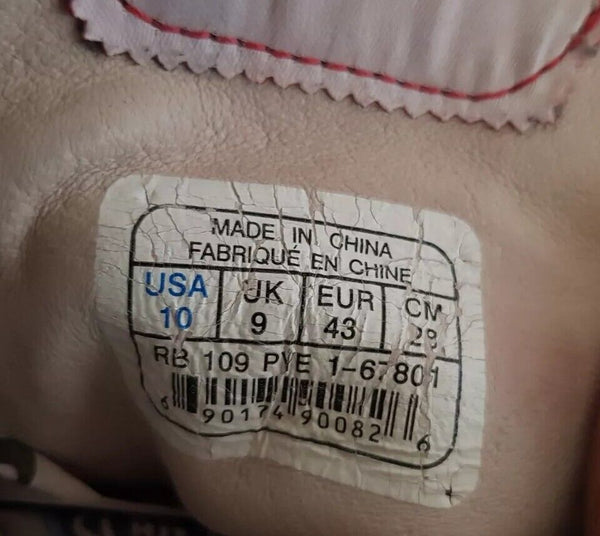 MADE IN CHINA
FABRIQUÉ EN CHINE
USA UK EUR CM
10 9 43 28
RB 109 PYE 1-67801
6 90174 90082 6